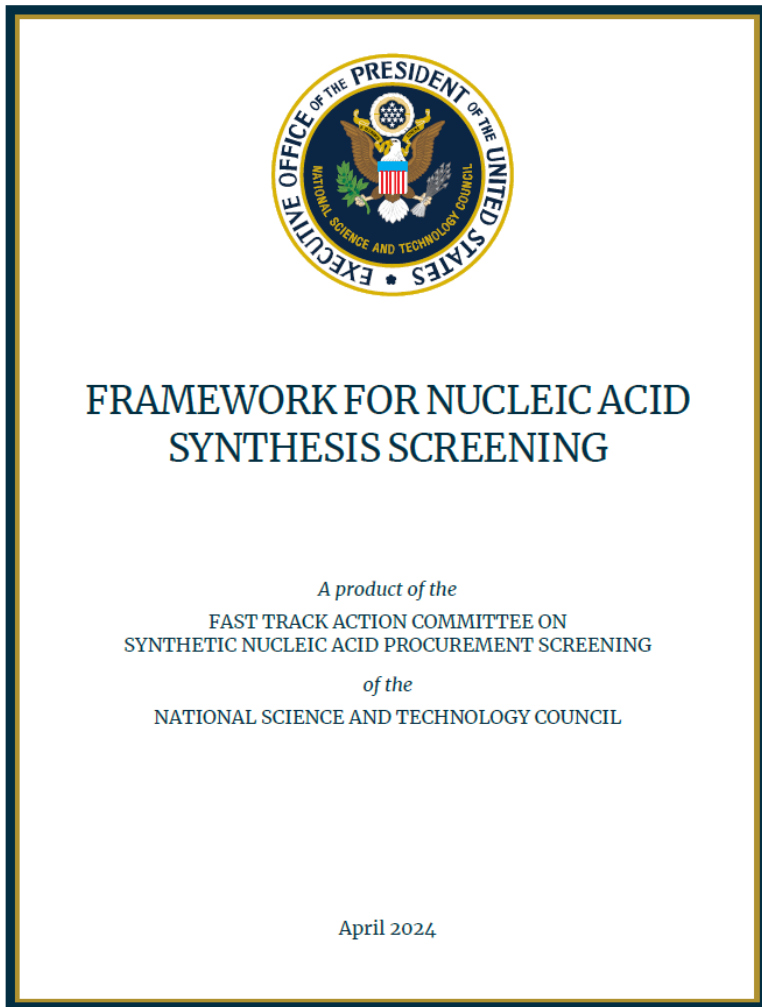 EXECUTIVE OFFICE OF THE PRESIDENT OF THE UNITED STATES
NATIONAL SCIENCE AND TECHNOLOGY COUNCIL
FRAMEWORK FOR NUCLEIC ACID
SYNTHESIS SCREENING
A product of the
FAST TRACK ACTION COMMITTEE ON
SYNTHETIC NUCLEIC ACID PROCUREMENT SCREENING
of the
NATIONAL SCIENCE AND TECHNOLOGY COUNCIL
April 2024